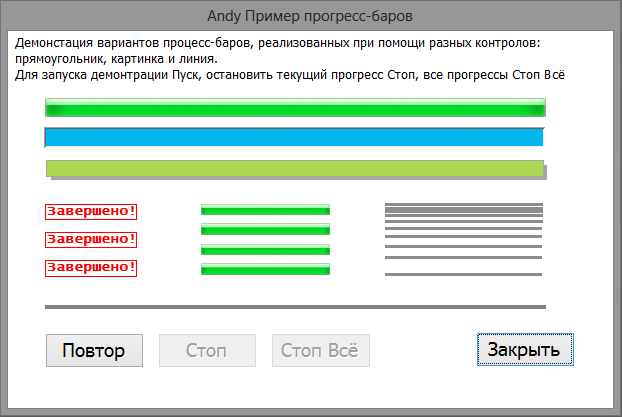 Andy Пример прогресс-баров
Демонстация вариантов процесс-баров, реализованных при помощи разных контролов:
прямоугольник, картинка и линия.
Для запуска демонтрации Пуск, остановить текущий прогресс Стоп, все прогрессы Стоп Всё
Завершено!
Завершено!
Завершено!
Повтор Стоп Стоп Всё Закрыть